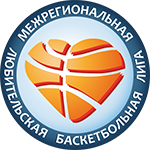 МЕЖРЕГИОНАЛЬНАЯ
ЛЮБИТЕЛЬСКАЯ БАСКЕТБОЛЬНАЯ ЛИГА